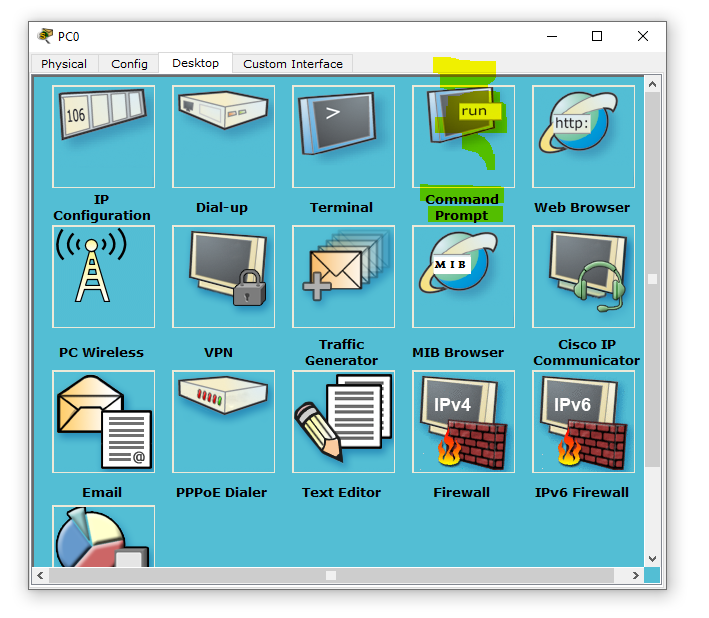 PC0
Physical Config Desktop Custom Interface
106
>
run
http:
IP
Configuration
Dial-up
Terminal
Command
Prompt
Web Browser
MIB
PC Wireless
VPN
Traffic
Generator
MIB Browser
Cisco IP
Communicator
@
IPv4
IPv6
Email
PPPoE Dialer
Text Editor
Firewall
IPv6 Firewall